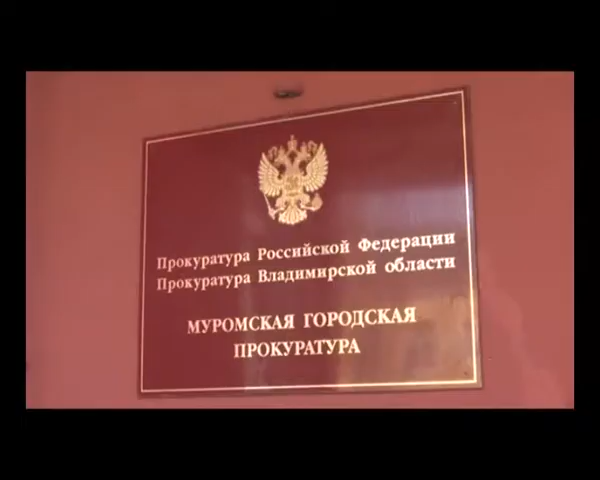 Прокуратура Российской Федерации
Прокуратура Владимирской области
МУРОМСКАЯ ГОРОДСКАЯ
ПРОКУРАТУРА